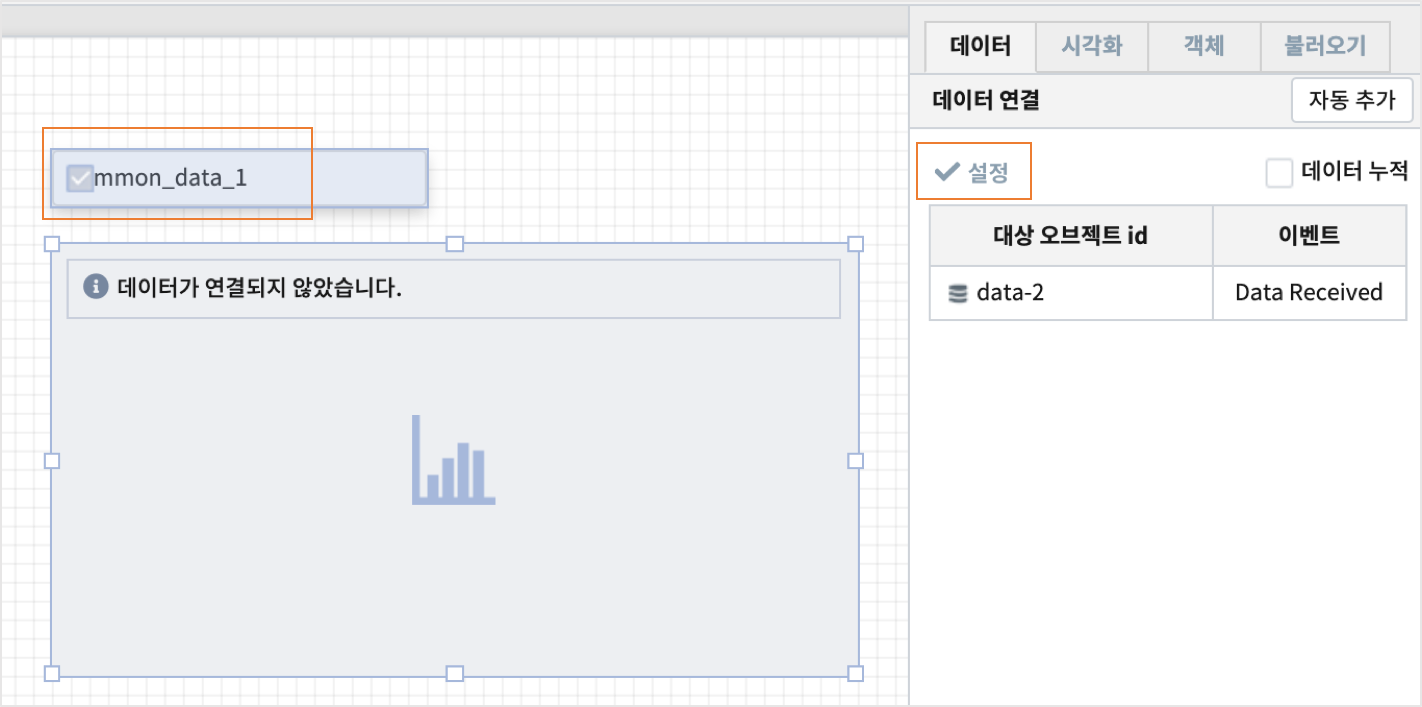 데이터 시각화 객체 불러오기
데이터 연결 자동 추가
mmon_data_1
설정 데이터 누적
대상 오브젝트 id 이벤트
데이터가 연결되지 않았습니다.
data-2 Data Received